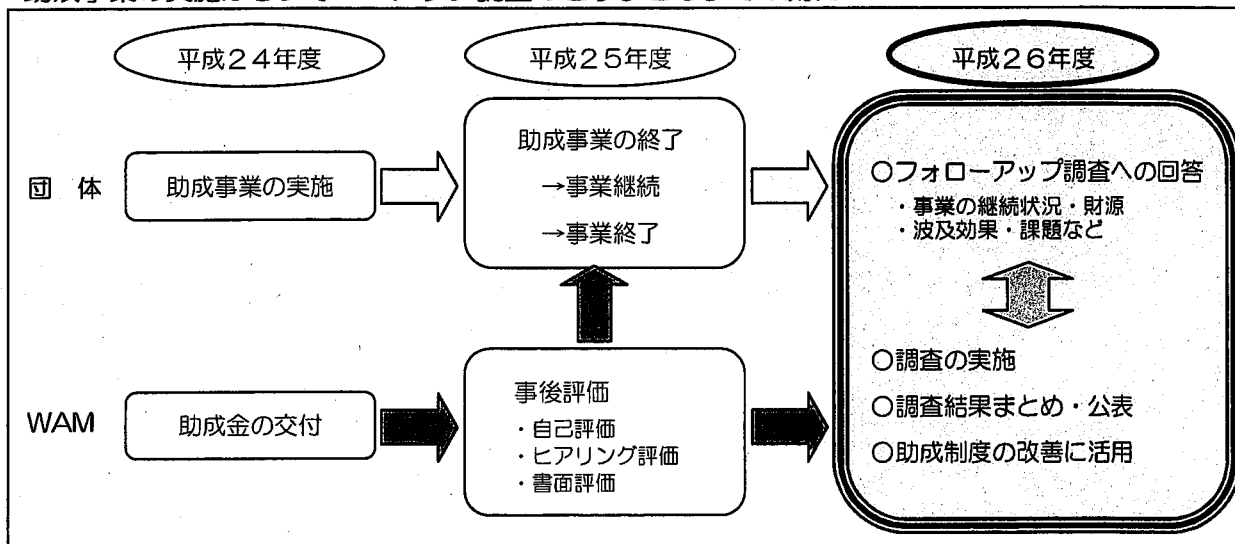 平成24年度
平成25年度
平成26年度
団 体
助成事業の実施
助成事業の終了
→事業継続
→事業終了
○フォローアップ調査への回答
・事業の継続状況・財源
・波及効果・課題など
WAM
助成金の交付
事後評価
・自己評価
・ヒアリング評価
・書面評価
○調査の実施
○調査結果まとめ・公表
○助成制度の改善に活用